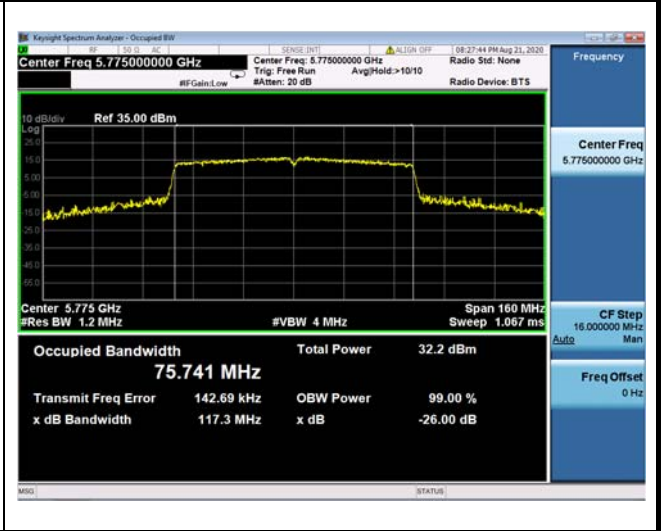 Keysight Spectrum Analyzer - Occupied BW
RF 50 Ω AC SENSE:INT ALIGN OFF 08:27:44 PM Aug 21, 2020
Center Freq 5.775000000 GHz
Center Freq: 5.775000000 GHz
Radio Std: None
Trig: Free Run Avg|Hold:>10/10
#IFGain:Low #Atten: 20 dB Radio Device: BTS
Frequency
10 dB/div Ref 35.00 dBm
Log
25.0
15.0
5.00
-5.00
-15.0
-25.0
-35.0
-45.0
-55.0
Center 5.775 GHz Span 160 MHz
#Res BW 1.2 MHz #VBW 4 MHz Sweep 1.067 ms
Occupied Bandwidth Total Power 32.2 dBm
75.741 MHz
Transmit Freq Error 142.69 kHz OBW Power 99.00 %
x dB Bandwidth 117.3 MHz x dB -26.00 dB
Center Freq
5.775000000 GHz
CF Step
16.000000 MHz
Auto Man
Freq Offset
0 Hz
MSG STATUS